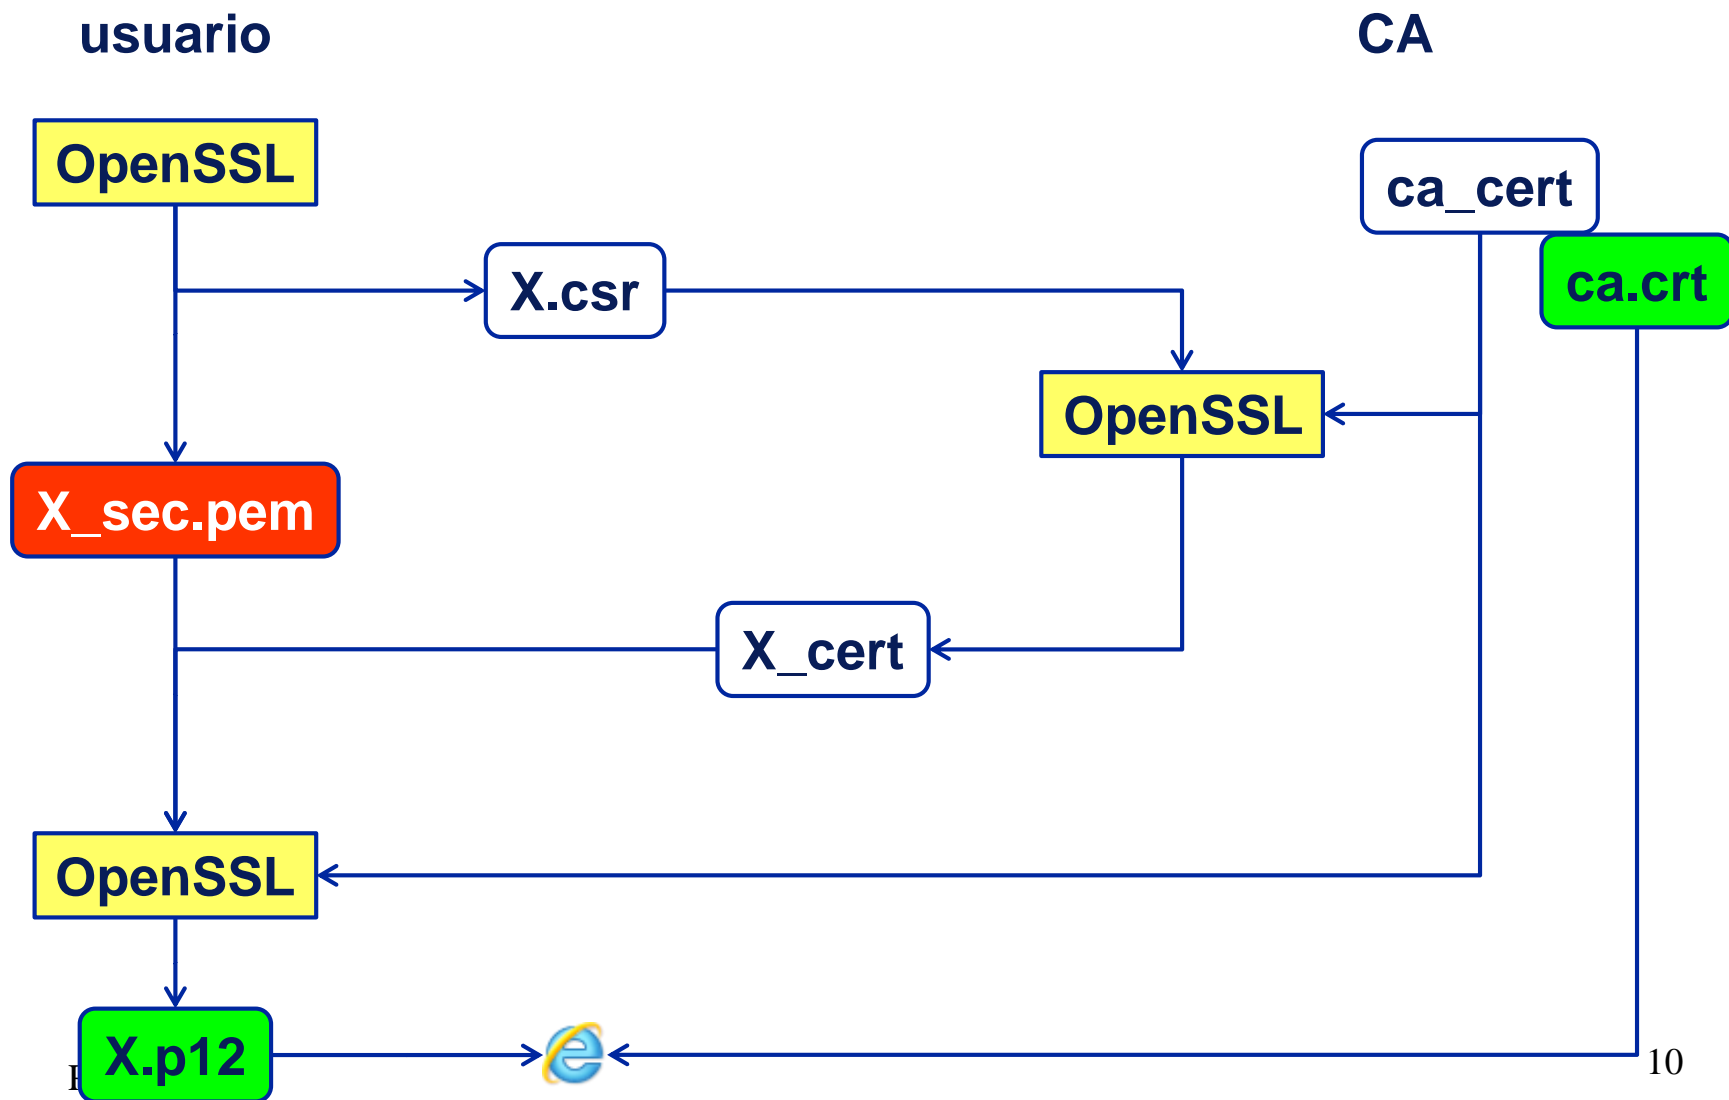 usuario
CA
OpenSSL
ca_cert
X.csr
ca.crt
OpenSSL
X_sec.pem
X_cert
OpenSSL
X.p12
10